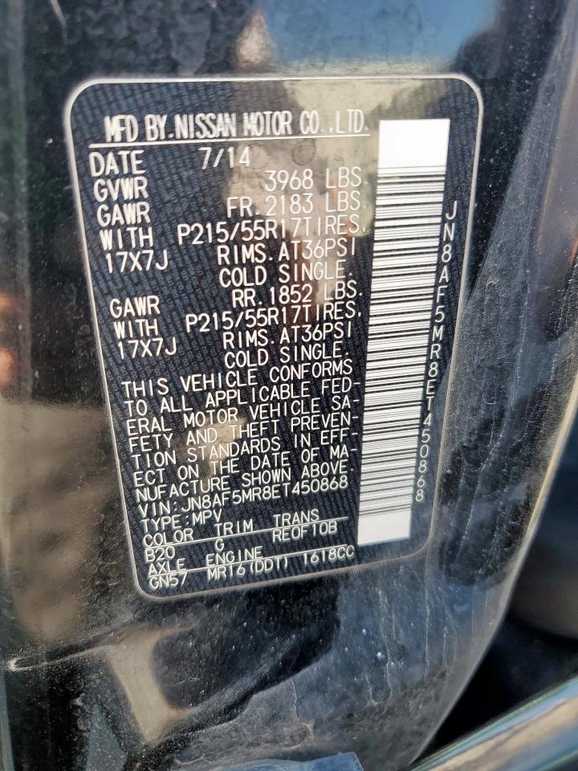 MFD BY.NISSAN MOTOR CO.,LTD.
DATE 7/14
GVWR 3968 LBS.
GAWR FR.2183 LBS.
WITH P215/55R17TIRES.
17X7J RIMS.AT36PSI
COLD SINGLE.
GAWR RR.1852 LBS.
WITH P215/55R17TIRES.
17X7J RIMS.AT36PSI
COLD SINGLE.
THIS VEHICLE CONFORMS
TO ALL APPLICABLE FED-
ERAL MOTOR VEHICLE SA-
FETY AND THEFT PREVEN-
TION STANDARDS IN EFF-
ECT ON THE DATE OF MA-
NUFACTURE SHOWN ABOVE.
VIN: JN8AF5MR8ET450868
TYPE:MPV
COLOR TRIM TRANS
B20 G REOF10B
AXLE ENGINE
GN57 MR16(DDT) 1618CC
JN8AF5MR8ET450868